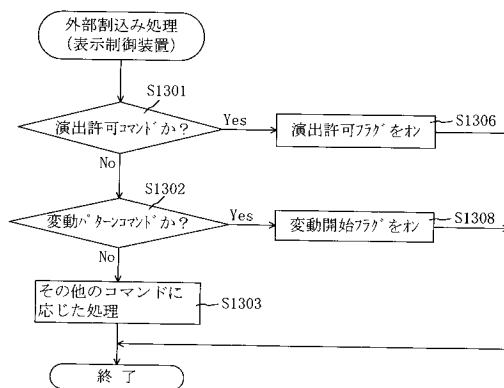 外部割込み処理
(表示制御装置)
S1301
演出許可コマンドか?
Yes
演出許可フラグをオン
S1306
No
S1302
変動パターンコマンドか?
Yes
変動開始フラグをオン
S1308
No
その他のコマンドに
応じた処理
S1303
終了